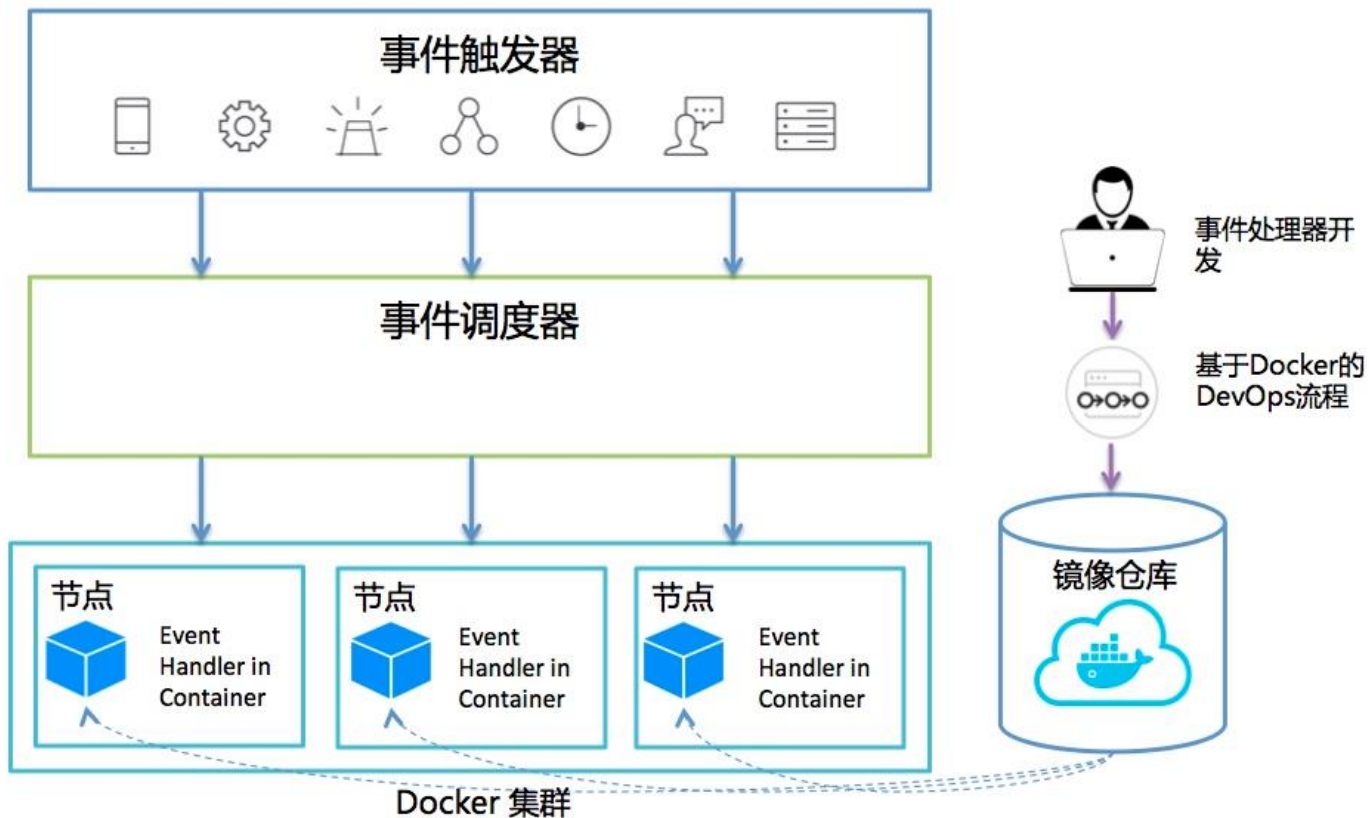 事件触发器
事件调度器
节点
Event
Handler in
Container
节点
Event
Handler in
Container
节点
Event
Handler in
Container
Docker 集群
事件处理器开
发
基于Docker的
DevOps流程
镜像仓库